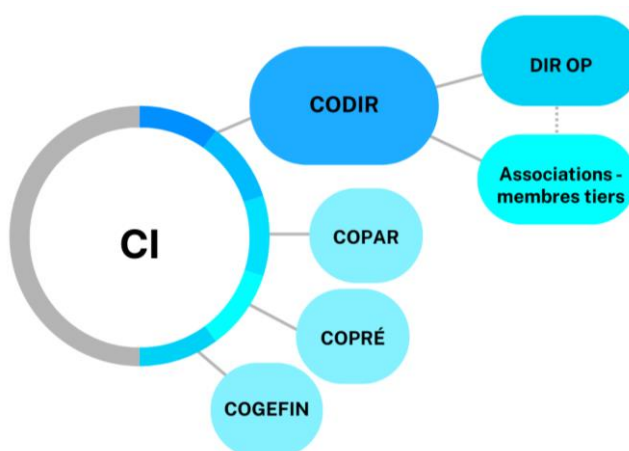 DIR OP
CODIR
Associations -
membres tiers
CI
COPAR
COPRÉ
COGEFIN